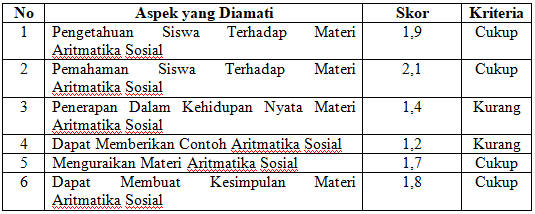 No Aspek yang Diamati Skor Kriteria
1 Pengetahuan Siswa Terhadap Materi 1,9 Cukup
Aritmatika Sosial
2 Pemahaman Siswa Terhadap Materi 2,1 Cukup
Aritmatika Sosial
3 Penerapan Dalam Kehidupan Nyata Materi 1,4 Kurang
Aritmatika Sosial
4 Dapat Memberikan Contoh Aritmatika Sosial 1,2 Kurang
5 Menguraikan Materi Aritmatika Sosial 1,7 Cukup
6 Dapat Membuat Kesimpulan Materi 1,8 Cukup
Aritmatika Sosial